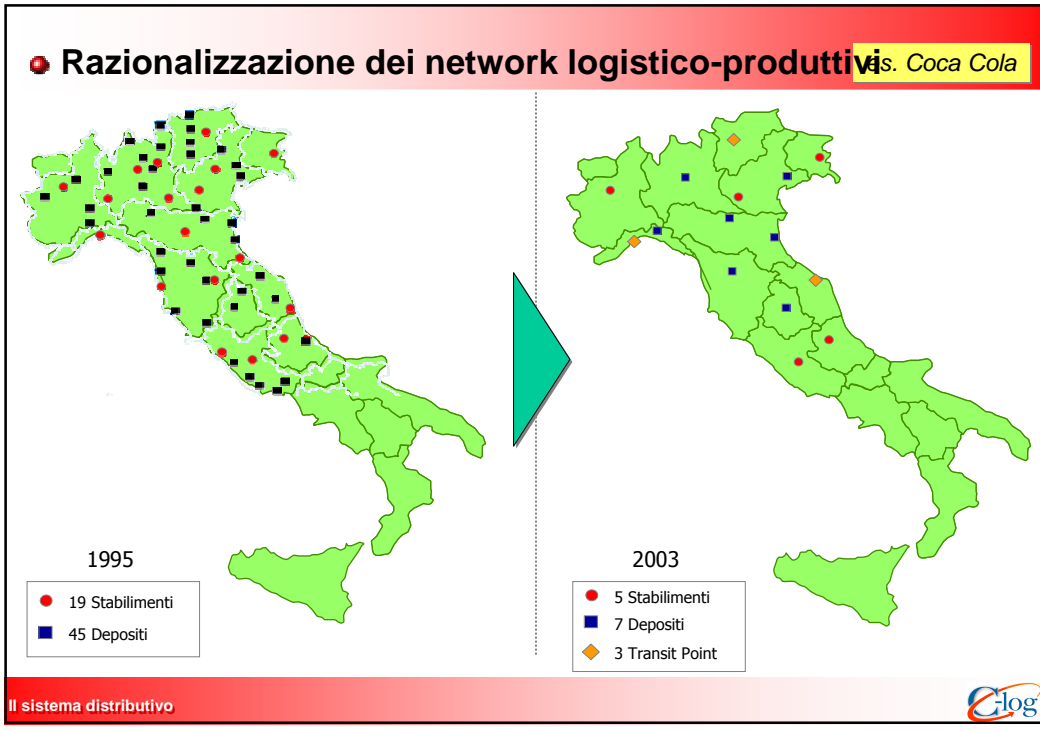 Razionalizzazione dei network logistico-produttivi
es. Coca Cola
1995
19 Stabilimenti
45 Depositi
2003
5 Stabilimenti
7 Depositi
3 Transit Point
Il sistema distributivo
C-log